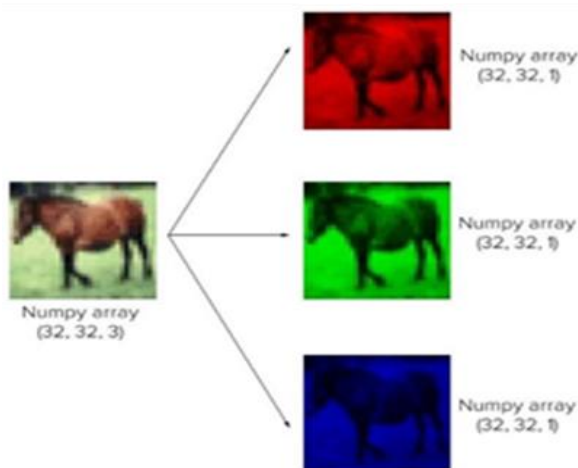 Numpy array
(32, 32, 1)
Numpy array
(32, 32, 3)
Numpy array
(32, 32, 1)
Numpy array
(32, 32, 1)